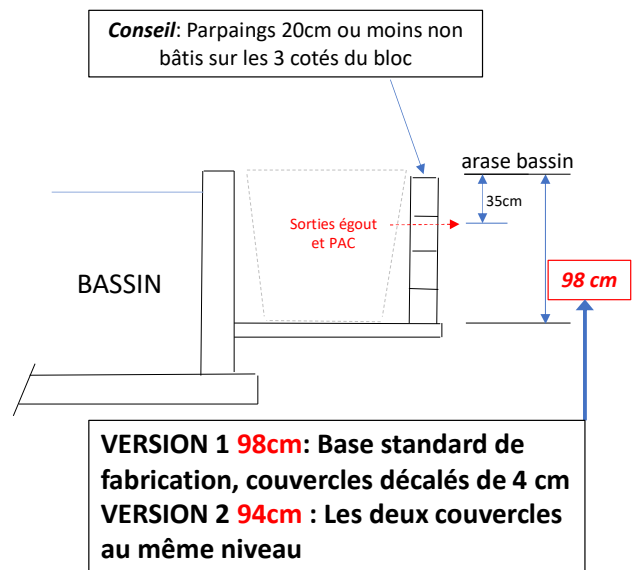 Conseil: Parpaings 20cm ou moins non
bâtis sur les 3 cotés du bloc
arase bassin
35cm
Sorties égout
et PAC
BASSIN
98 cm
VERSION 1 98cm: Base standard de
fabrication, couvercles décalés de 4 cm
VERSION 2 94cm : Les deux couvercles
au même niveau